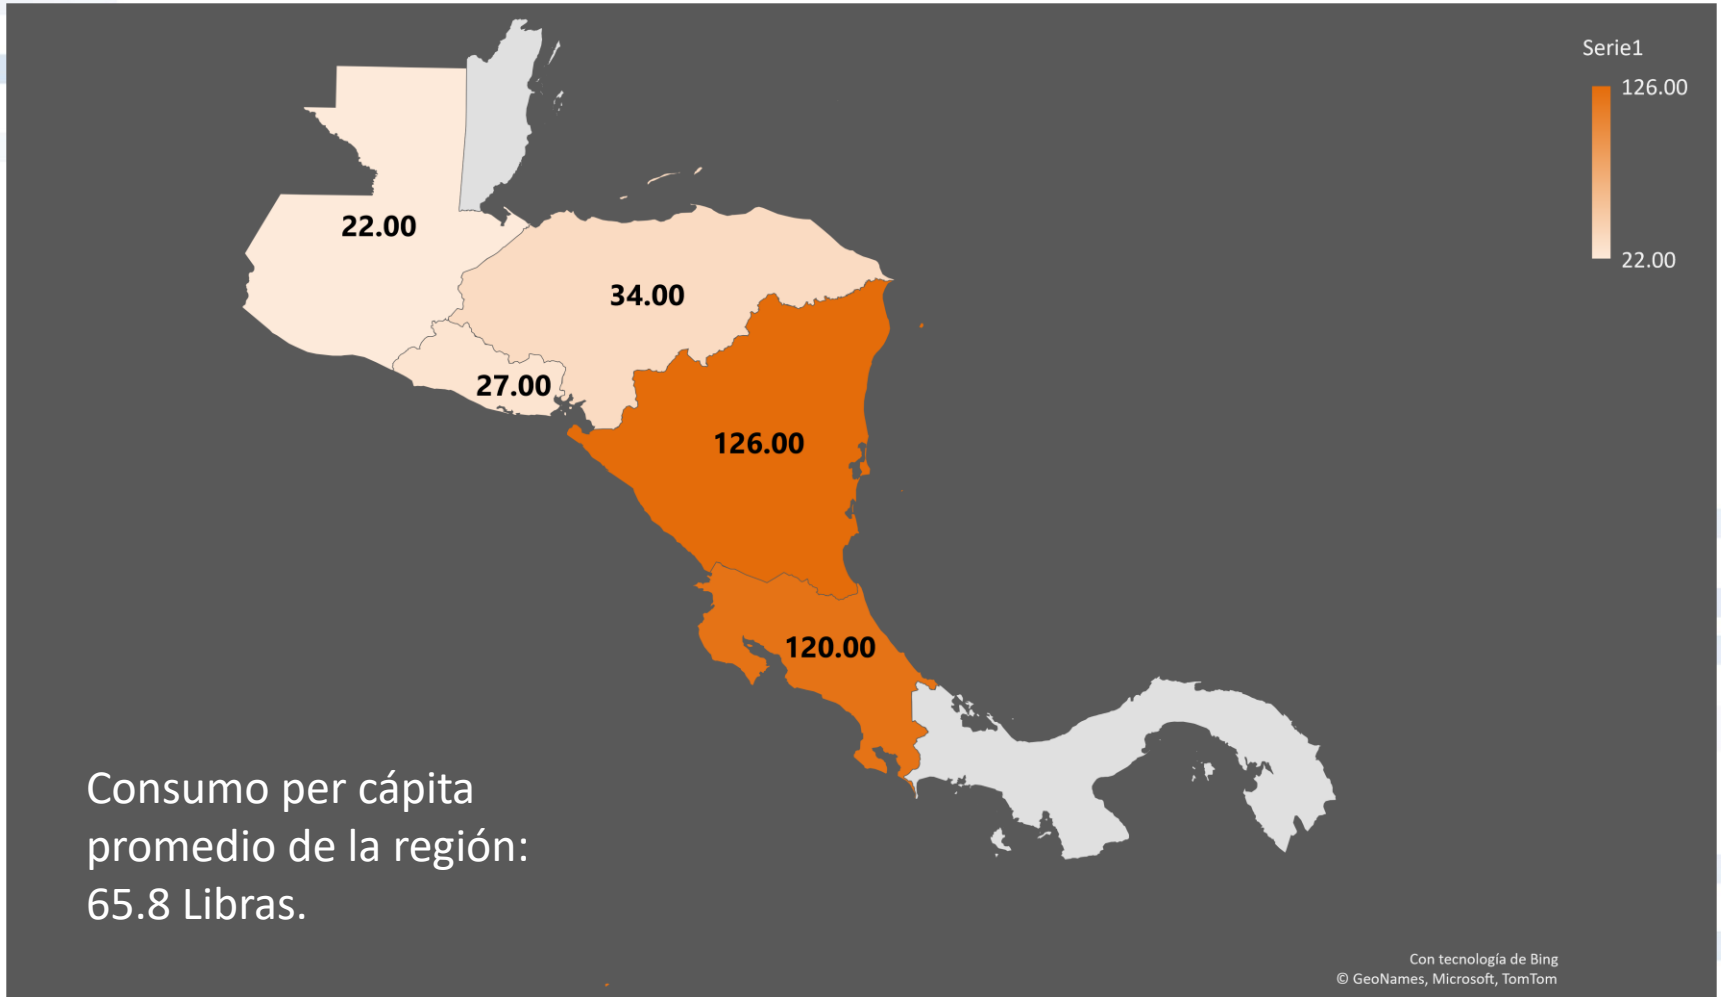 Serie1
126.00
22.00
22.00
34.00
27.00
126.00
120.00
Consumo per cápita
promedio de la región:
65.8 Libras.
Con tecnología de Bing
© GeoNames, Microsoft, TomTom